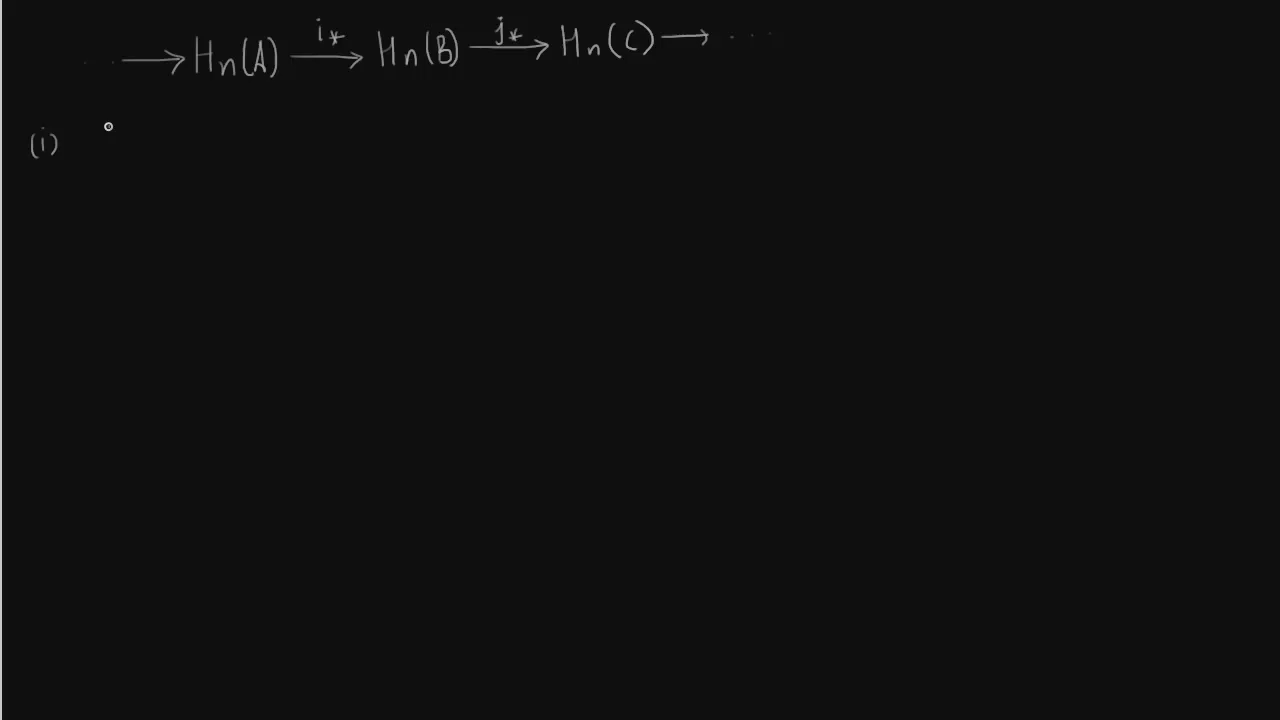 ... → Hn(A) i* → Hn(B) j* → Hn(C) → ....
(i)